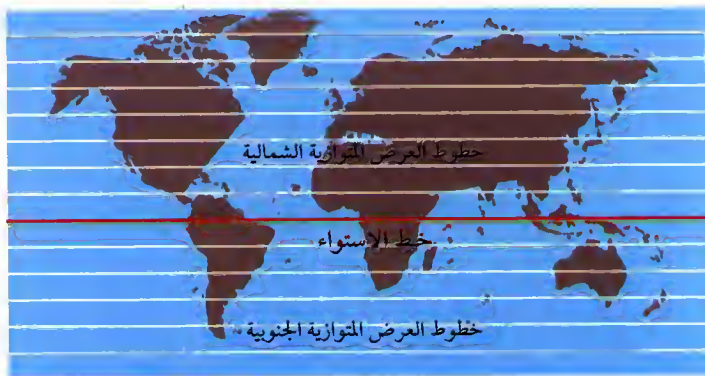 خطوط العرض المتوازية الشمالية
خط الاستواء
خطوط العرض المتوازية الجنوبية